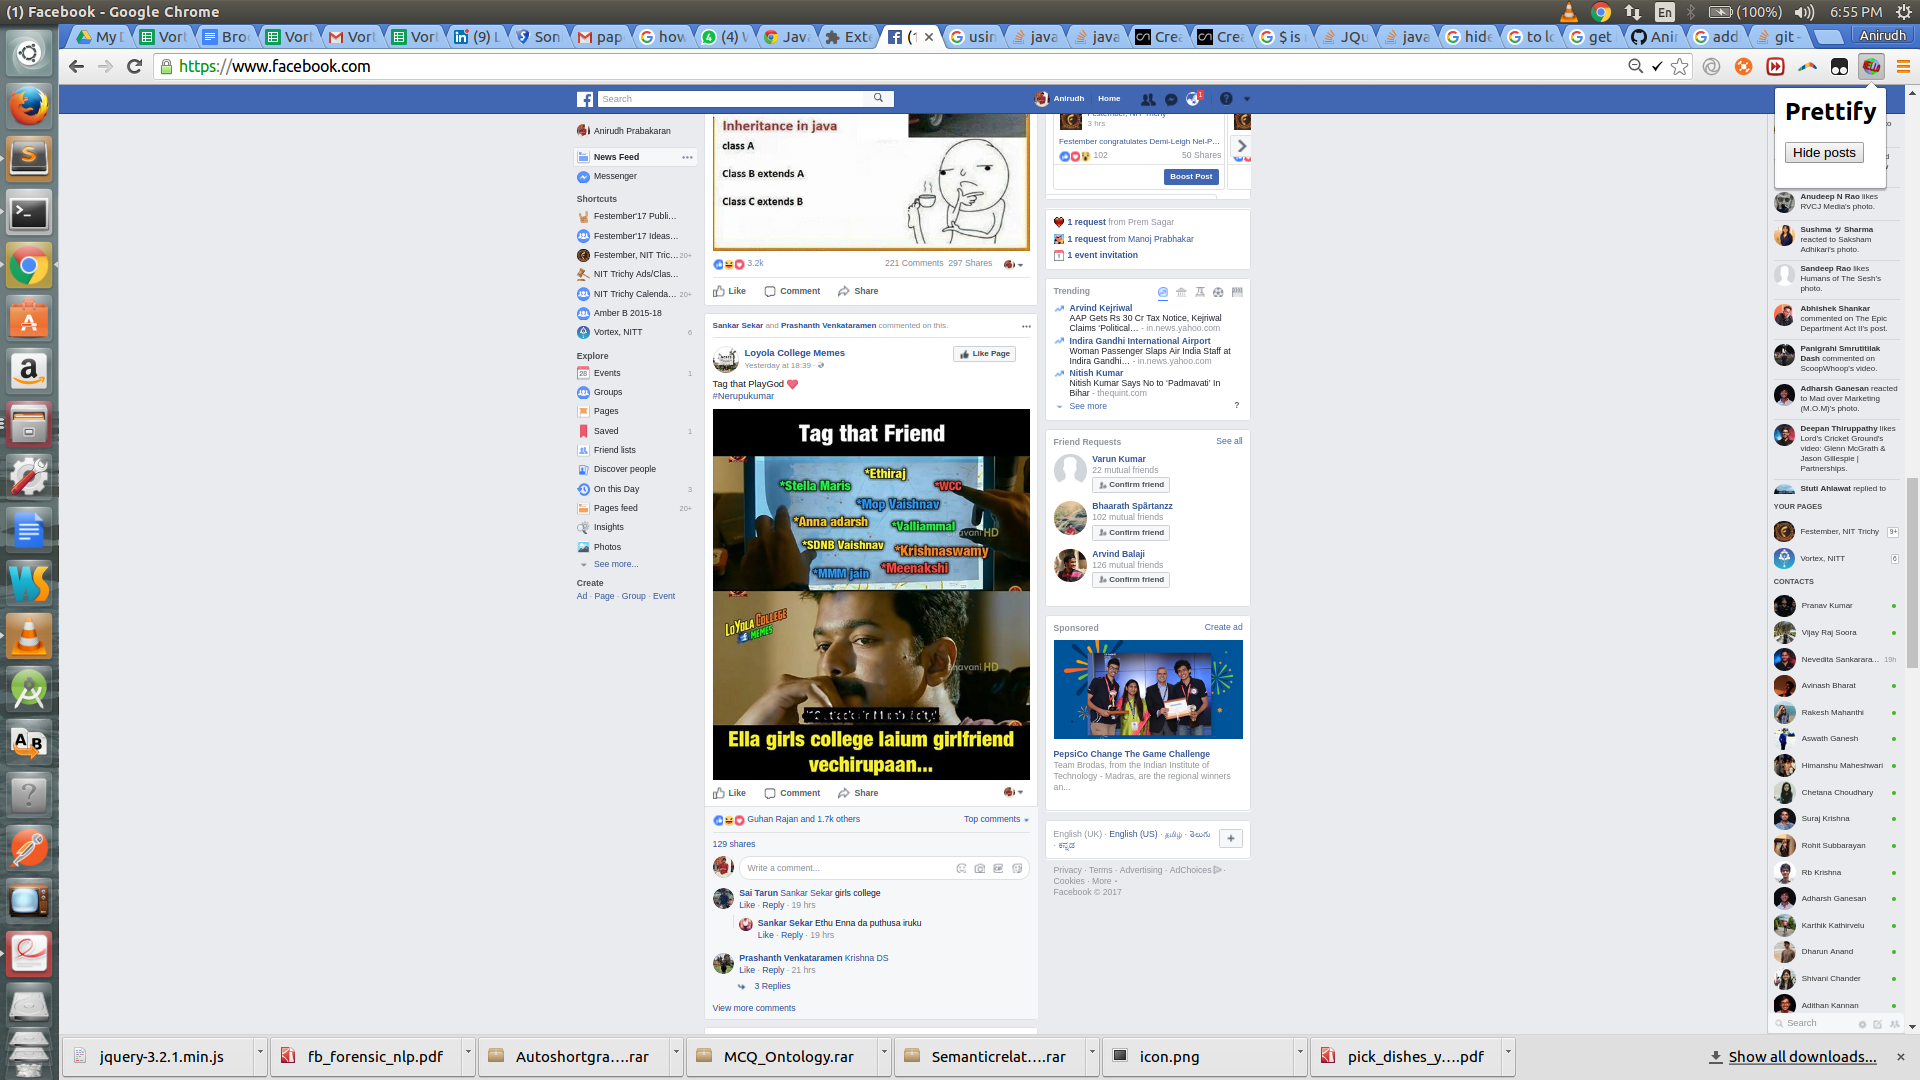 (1) Facebook - Google Chrome
En
(100%)
6:55 PM
My D
Vort
Broc
Vort
Vort
Vort
(9) L
Son
pap
how
(4) W
Java
Exte
(1
usin
java
java
Crea
Crea
$ is
JQu
java
hide
to lo
get
Anir
add
git -
Anirudh
https://www.facebook.com
Search
Anirudh
Home
Prettify
Hide posts
Anirudh Prabakaran
News Feed
Messenger
Shortcuts
Festember'17 Publi...
Festember'17 Ideas...
Festember, NIT Tric... 20+
NIT Trichy Ads/Clas...
NIT Trichy Calenda... 20+
Amber B 2015-18
Vortex, NITT 6
Explore
Events 1
Groups
Pages
Saved 1
Friend lists
Discover people
On this Day 3
Pages feed 20+
Insights
Photos
See more...
Create
Ad · Page · Group · Event
Inheritance in java
class A
Class B extends A
Class C extends B
3.2k
221 Comments 297 Shares
Like Comment Share
Sankar Sekar and Prashanth Venkataramen commented on this.
Loyola College Memes
Yesterday at 18:39 ·
Like Page
Tag that PlayGod
#Nerupukumar
Tag that Friend
*Ethiraj
*Stella Maris
*WCC
*Mop Vaishnav
*Anna adarsh
*Valliammal
*SDNB Vaishnav
*Krishnaswamy
*MMM jain
*Meenakshi
LOYOLA COLLEGE
MEMES
Bhavani HD
Ella girls college laium girlfriend
vechirupaan...
Like Comment Share
Guhan Rajan and 1.7k others
Top comments
129 shares
Write a comment...
Sai Tarun Sankar Sekar girls college
Like · Reply · 19 hrs
Sankar Sekar Ethu Enna da puthusa iruku
Like · Reply · 19 hrs
Prashanth Venkataramen Krishna DS
Like · Reply · 21 hrs
3 Replies
View more comments
Festember, NIT Trichy
3 hrs
Festember congratulates Demi-Leigh Nel-P...
102
50 Shares
Boost Post
1 request from Prem Sagar
1 request from Manoj Prabhakar
1 event invitation
Trending
Arvind Kejriwal
AAP Gets Rs 30 Cr Tax Notice, Kejriwal
Claims 'Political... - in.news.yahoo.com
Indira Gandhi International Airport
Woman Passenger Slaps Air India Staff at
Indira Gandhi... - in.news.yahoo.com
Nitish Kumar
Nitish Kumar Says No to 'Padmavati' In
Bihar - thequint.com
See more
?
Friend Requests
See all
Varun Kumar
22 mutual friends
Confirm friend
Bhaarath Spârtanzz
102 mutual friends
Confirm friend
Arvind Balaji
126 mutual friends
Confirm friend
Sponsored
Create ad
PepsiCo Change The Game Challenge
Team Brodas, from the Indian Institute of
Technology - Madras, are the regional winners
an...
English (UK) · English (US) · தமிழ் · తెలుగు
· ಕನ್ನಡ
Privacy · Terms · Advertising · AdChoices ·
Cookies · More
Facebook © 2017
Anudeep N Rao likes
RVCJ Media's photo.
Sushma ツ Sharma
reacted to Saksham
Adhikari's photo.
Sandeep Rao likes
Humans of The Sesh's
photo.
Abhishek Shankar
commented on The Epic
Department Act II's post.
Panigrahi Smrutitilak
Dash commented on
ScoopWhoop's video.
Adharsh Ganesan reacted
to Mad over Marketing
(M.O.M)'s photo.
Deepan Thiruppathy likes
Lord's Cricket Ground's
video: Glenn McGrath &
Jason Gillespie |
Partnerships.
Stuti Ahlawat replied to
YOUR PAGES
Festember, NIT Trichy 9+
Vortex, NITT 6
CONTACTS
Pranav Kumar
Vijay Raj Soora
Nevedita Sankarara... 19h
Avinash Bharat
Rakesh Mahanthi
Aswath Ganesh
Himanshu Maheshwari
Chetana Choudhary
Suraj Krishna
Rohit Subbarayan
Rb Krishna
Adharsh Ganesan
Karthik Kathirvelu
Dharun Anand
Shivani Chander
Adithan Kannan
Search
jquery-3.2.1.min.js
fb_forensic_nlp.pdf
Autoshortgra....rar
MCQ_Ontology.rar
Semanticrelat....rar
icon.png
pick_dishes_y....pdf
Show all downloads...